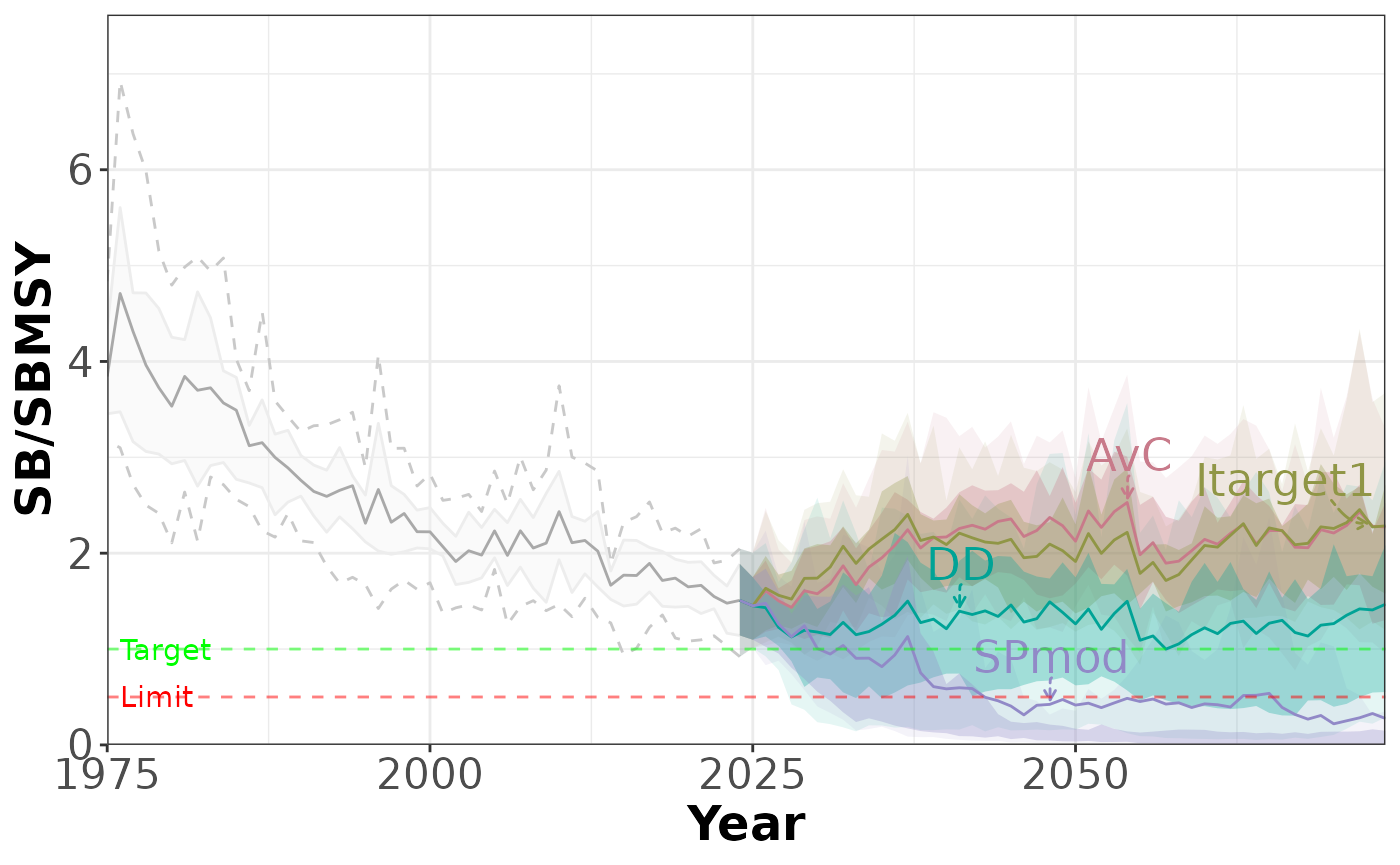 SB/SBMSY
6
4
2
0
AvC
Itarget1
DD
SPmod
Target
Limit
1975
2000
2025
2050
Year